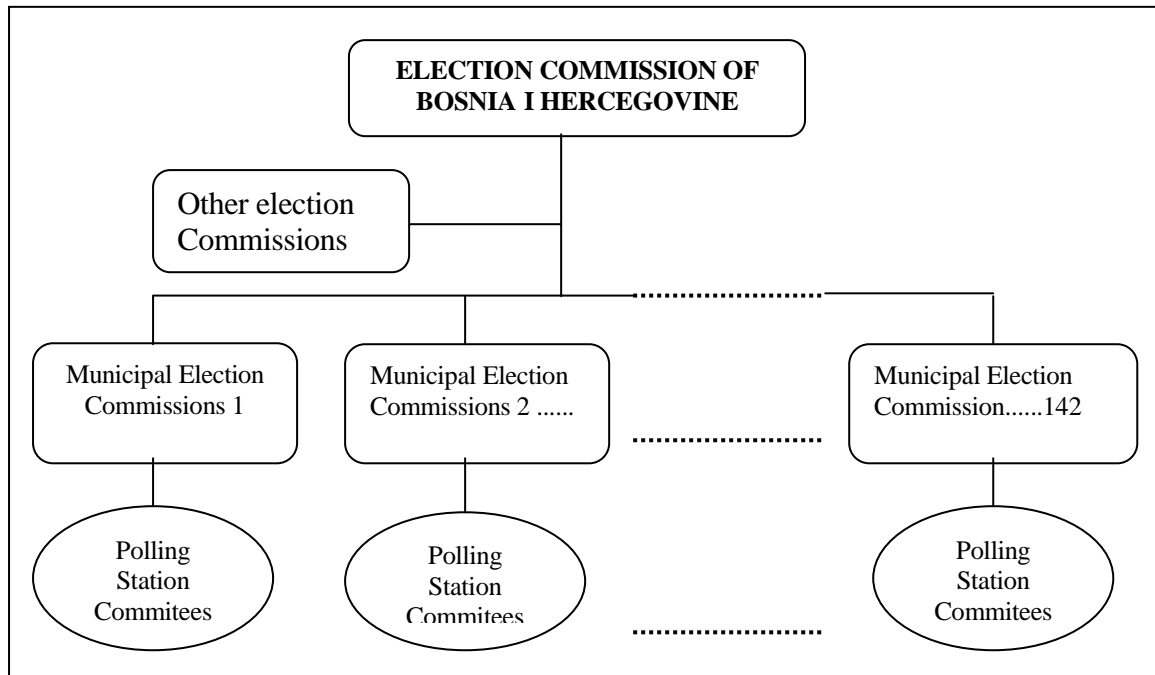 ELECTION COMMISSION OF
BOSNIA I HERCEGOVINE
Other election
Commissions
Municipal Election
Commissions 1
Municipal Election
Commissions 2 ......
Municipal Election
Commission......142
Polling
Station
Commitees
Polling
Station
Commitees
Polling
Station
Commitees